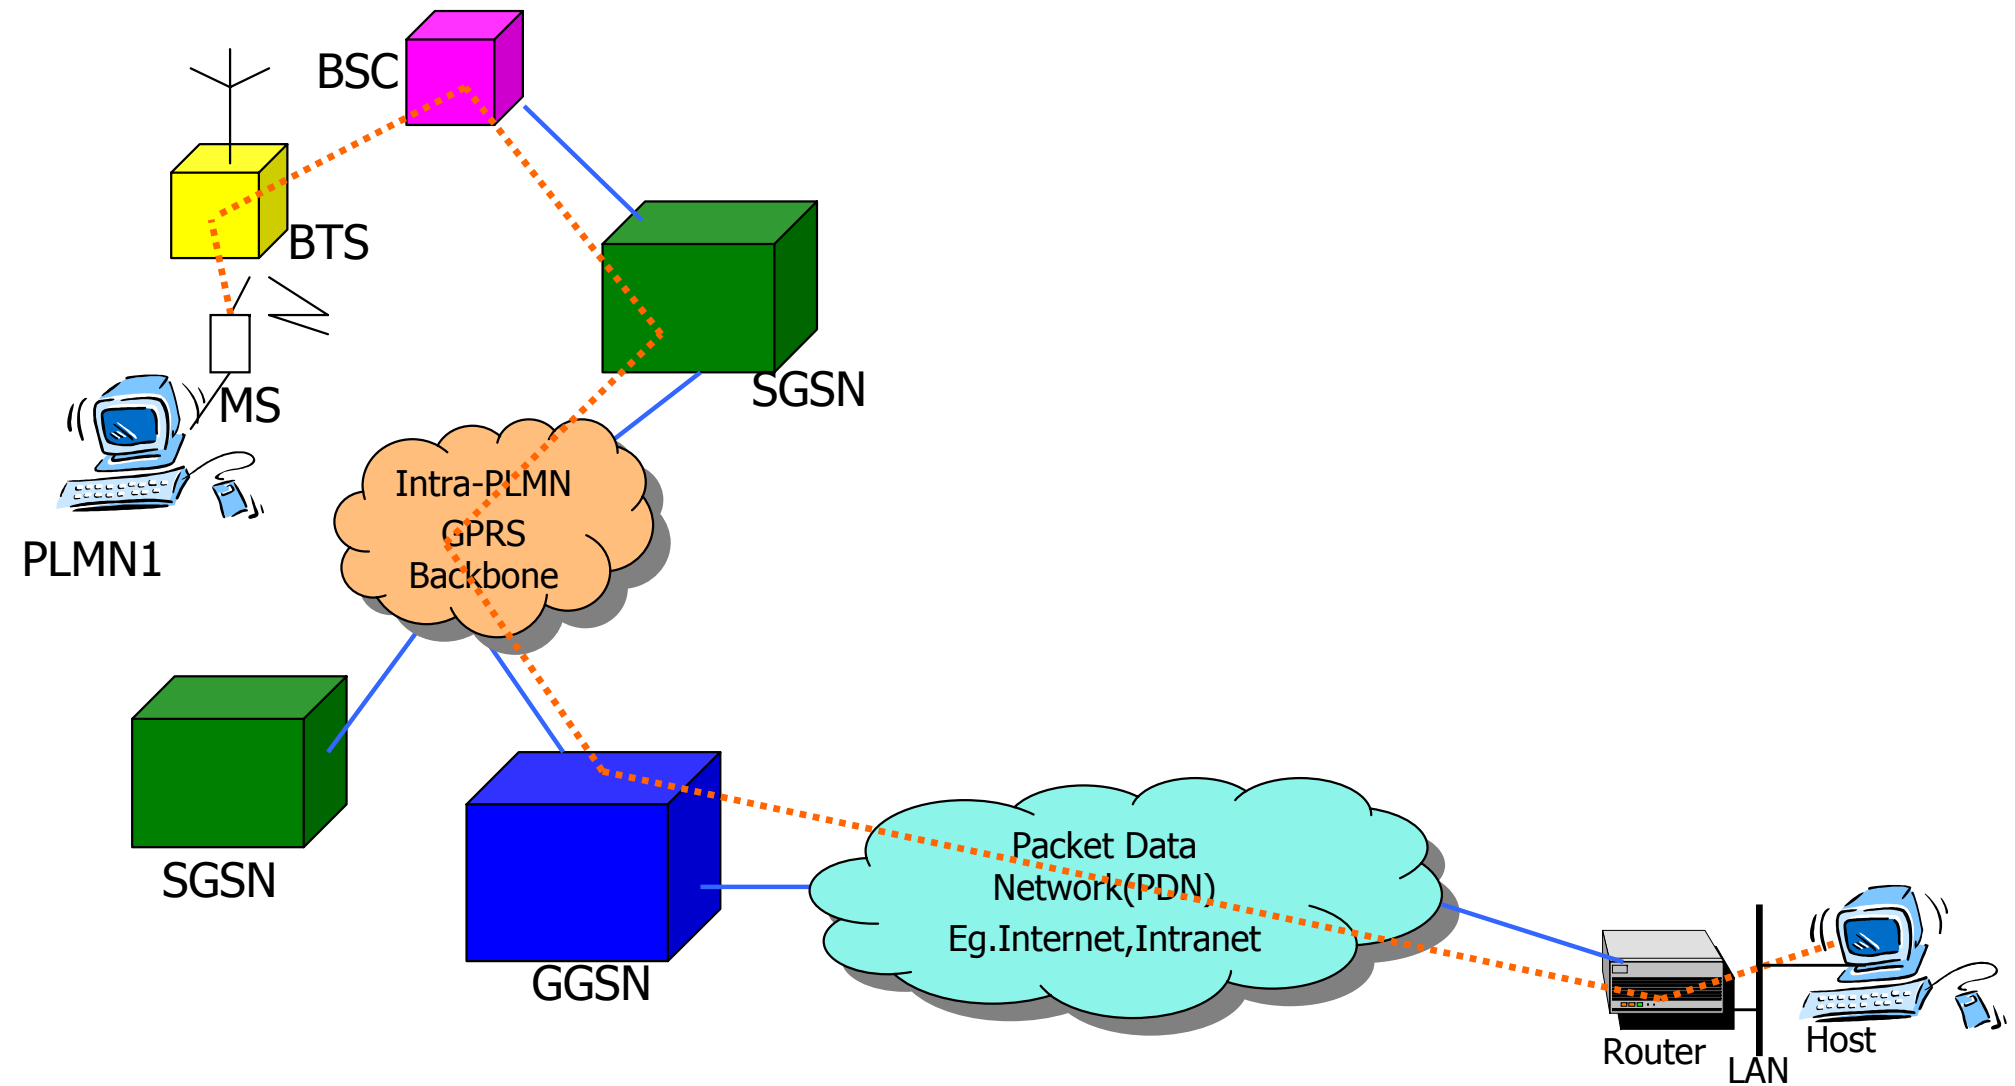 BSC
BTS
MS
SGSN
PLMN1
Intra-PLMN
GPRS
Backbone
SGSN
GGSN
Packet Data
Network(PDN)
Eg.Internet,Intranet
Router
LAN
Host